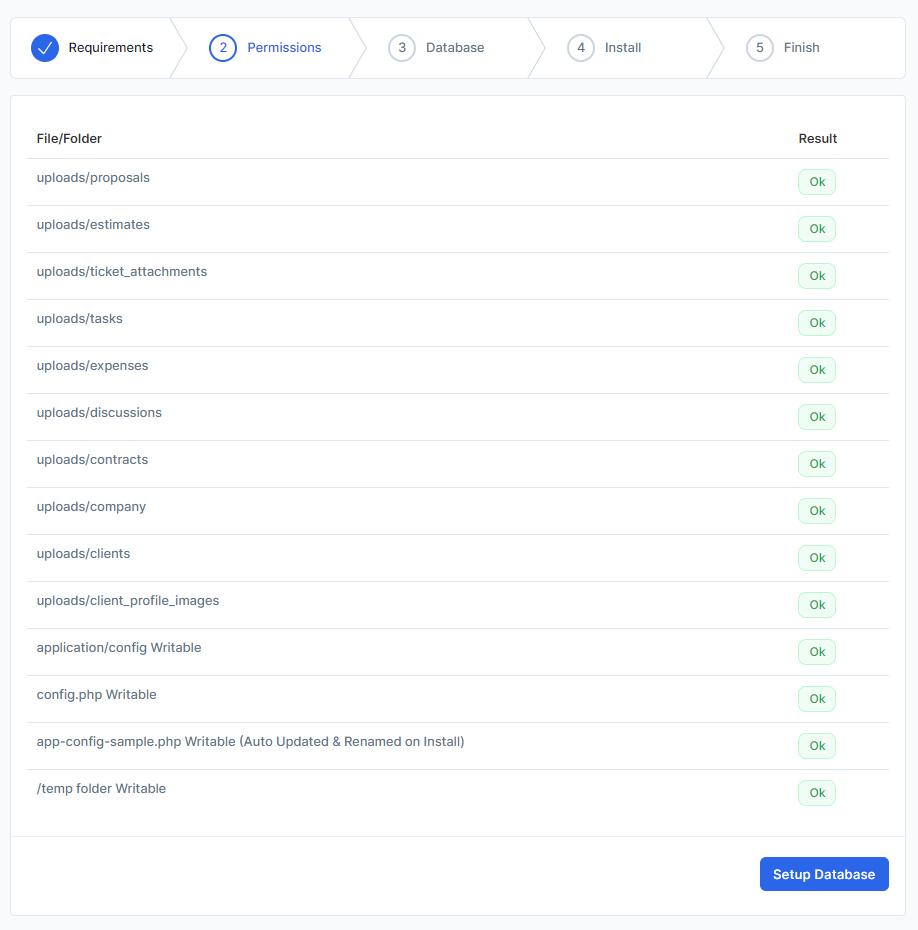 Requirements
2 Permissions
3 Database
4 Install
5 Finish
File/Folder Result
uploads/proposals Ok
uploads/estimates Ok
uploads/ticket_attachments Ok
uploads/tasks Ok
uploads/expenses Ok
uploads/discussions Ok
uploads/contracts Ok
uploads/company Ok
uploads/clients Ok
uploads/client_profile_images Ok
application/config Writable Ok
config.php Writable Ok
app-config-sample.php Writable (Auto Updated & Renamed on Install) Ok
/temp folder Writable Ok
Setup Database